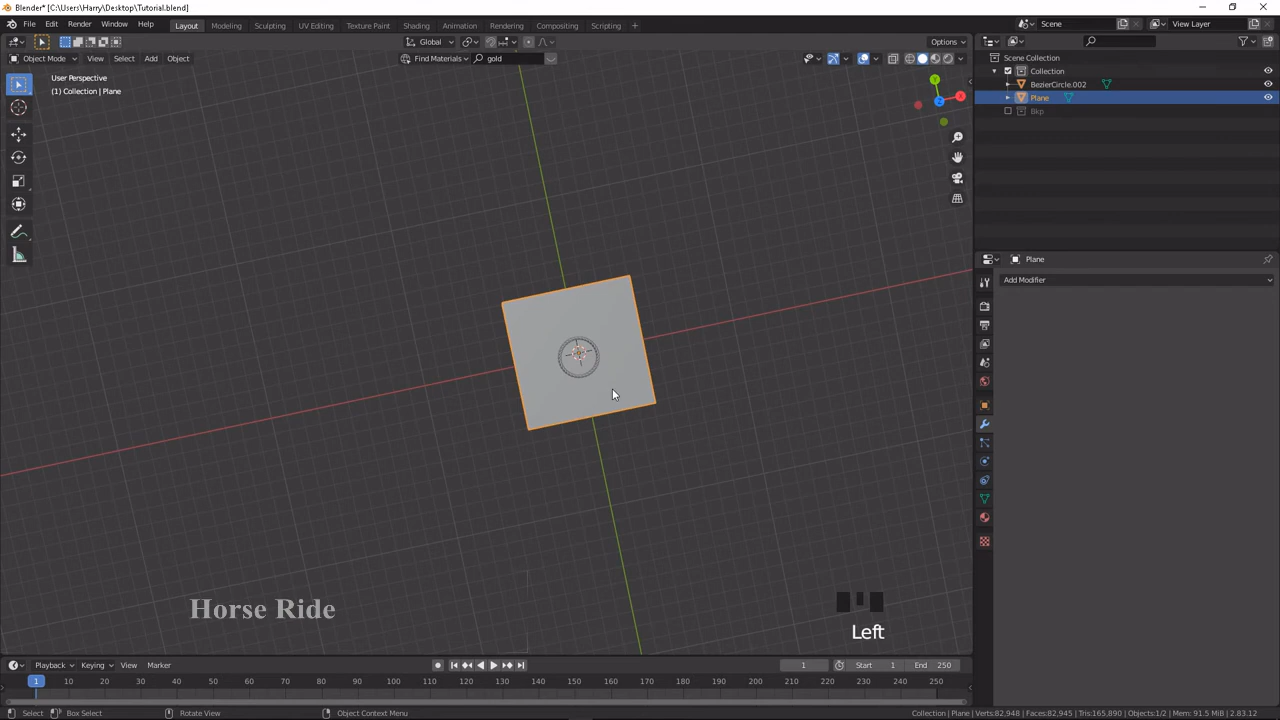 Blender* [C:\Users\Harry\Desktop\Tutorial.blend]
File Edit Render Window Help Layout Modeling Sculpting UV Editing Texture Paint Shading Animation Rendering Compositing Scripting Scene View Layer
Global Options
Object Mode View Select Add Object Find Materials gold
User Perspective
(1) Collection | Plane
Scene Collection
Collection
BezierCircle.002
Plane
Bkp
Plane
Add Modifier
Horse Ride
Left
Playback Keying View Marker 1 Start 1 End 250
1 10 20 30 40 50 60 70 80 90 100 110 120 130 140 150 160 170 180 190 200 210 220 230 240 250
Select Box Select Rotate View Object Context Menu Collection | Plane | Verts:82,948 | Faces:82,945 | Tris:165,890 | Objects:1/2 | Mem: 91.5 MiB | 2.83.12